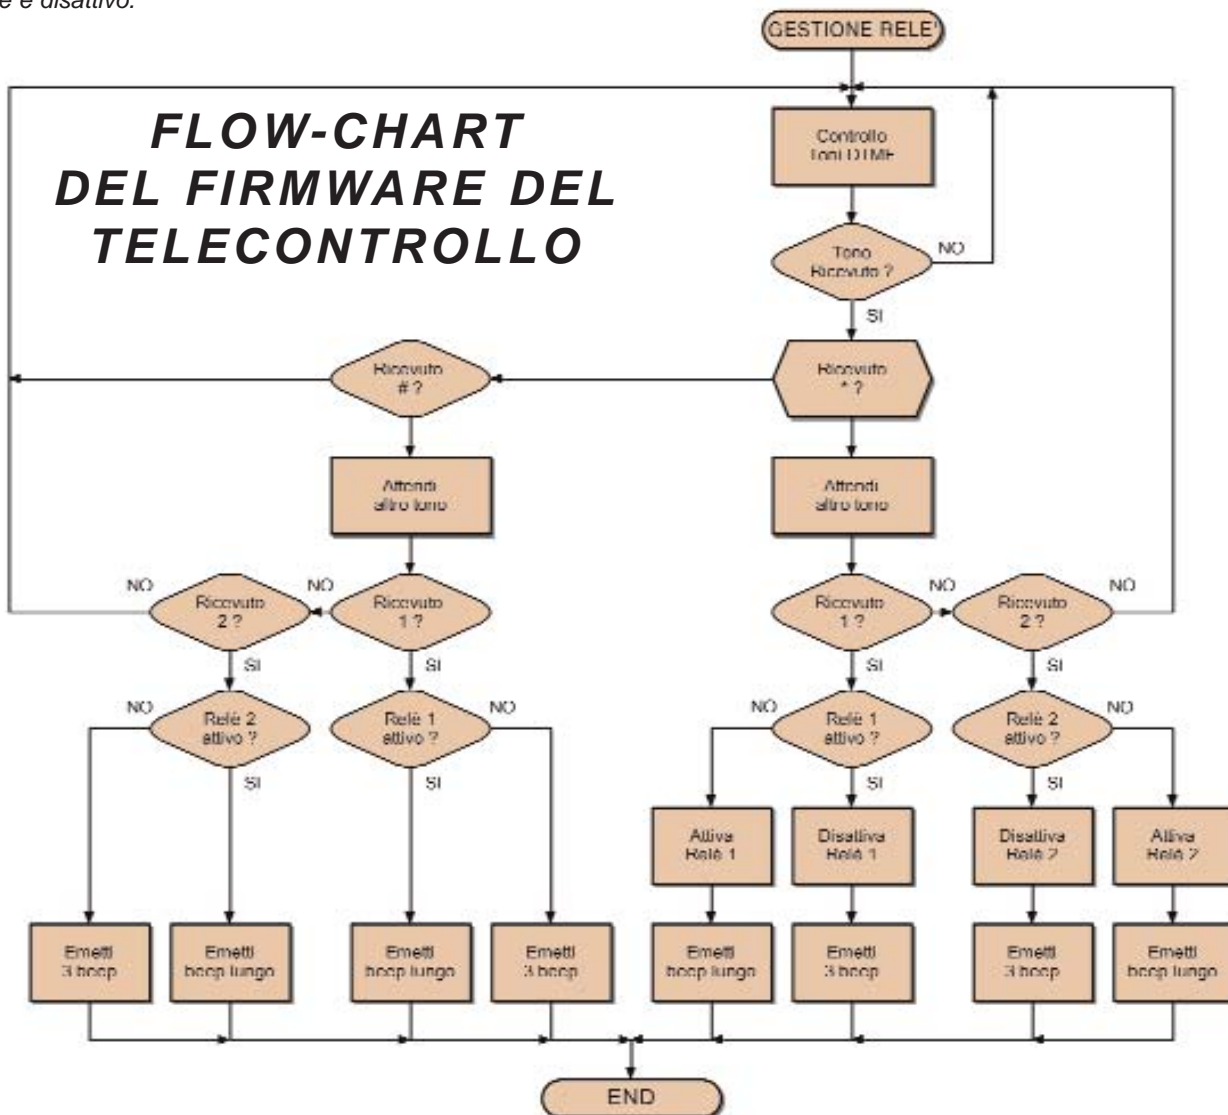 e è disattivo.
GESTIONE RELE'
FLOW-CHART
DEL FIRMWARE DEL
TELECONTROLLO
Controllo
Toni DTMF
Tono
Ricevuto ?
NO
SI
Ricevuto
# ?
Ricevuto
* ?
Attendi
altro tono
Attendi
altro tono
NO
Ricevuto
2 ?
NO
Ricevuto
1 ?
Ricevuto
1 ?
NO
Ricevuto
2 ?
NO
SI
SI
SI
SI
NO
Relè 2
attivo ?
Relè 1
attivo ?
NO
NO
Relè 1
attivo ?
Relè 2
attivo ?
NO
SI
SI
SI
SI
Attiva
Relè 1
Disattiva
Relè 1
Disattiva
Relè 2
Attiva
Relè 2
Emetti
3 beep
Emetti
beep lungo
Emetti
beep lungo
Emetti
3 beep
Emetti
beep lungo
Emetti
3 beep
Emetti
3 beep
Emetti
beep lungo
END